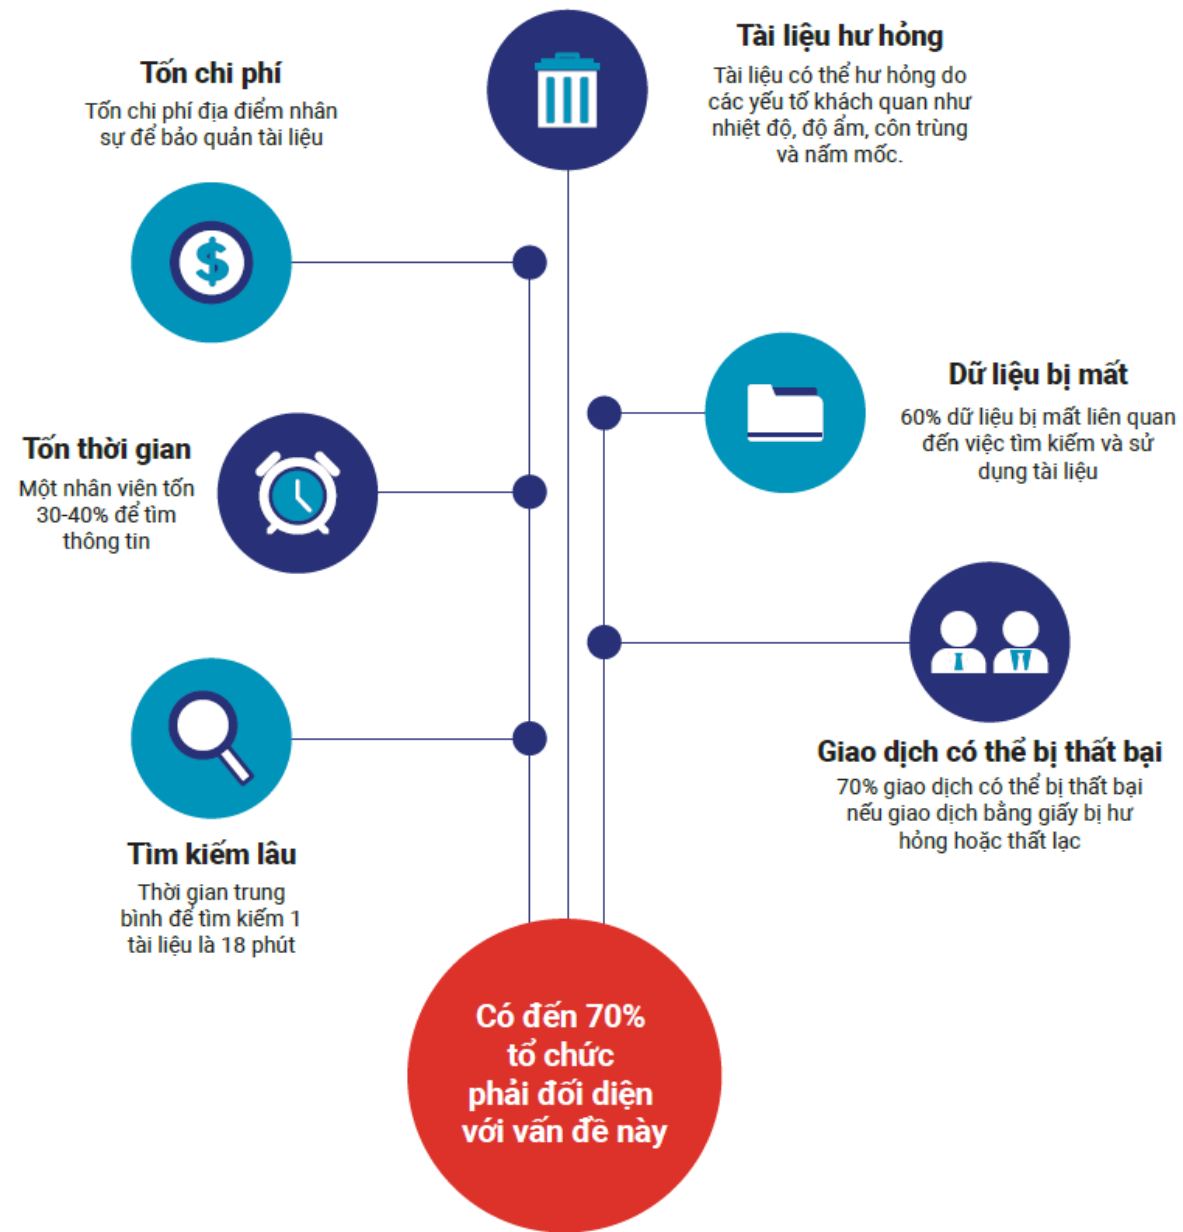 Tốn chi phí
Tốn chi phí địa điểm nhân
sự để bảo quản tài liệu
Tài liệu hư hỏng
Tài liệu có thể hư hỏng do
các yếu tố khách quan như
nhiệt độ, độ ẩm, côn trùng
và nấm mốc.
$
Dữ liệu bị mất
60% dữ liệu bị mất liên quan
đến việc tìm kiếm và sử
dụng tài liệu
Tốn thời gian
Một nhân viên tốn
30-40% để tìm
thông tin
Giao dịch có thể bị thất bại
70% giao dịch có thể bị thất bại
nếu giao dịch bằng giấy bị hư
hỏng hoặc thất lạc
Tìm kiếm lâu
Thời gian trung
bình để tìm kiếm 1
tài liệu là 18 phút
Có đến 70%
tổ chức
phải đối diện
với vấn đề này